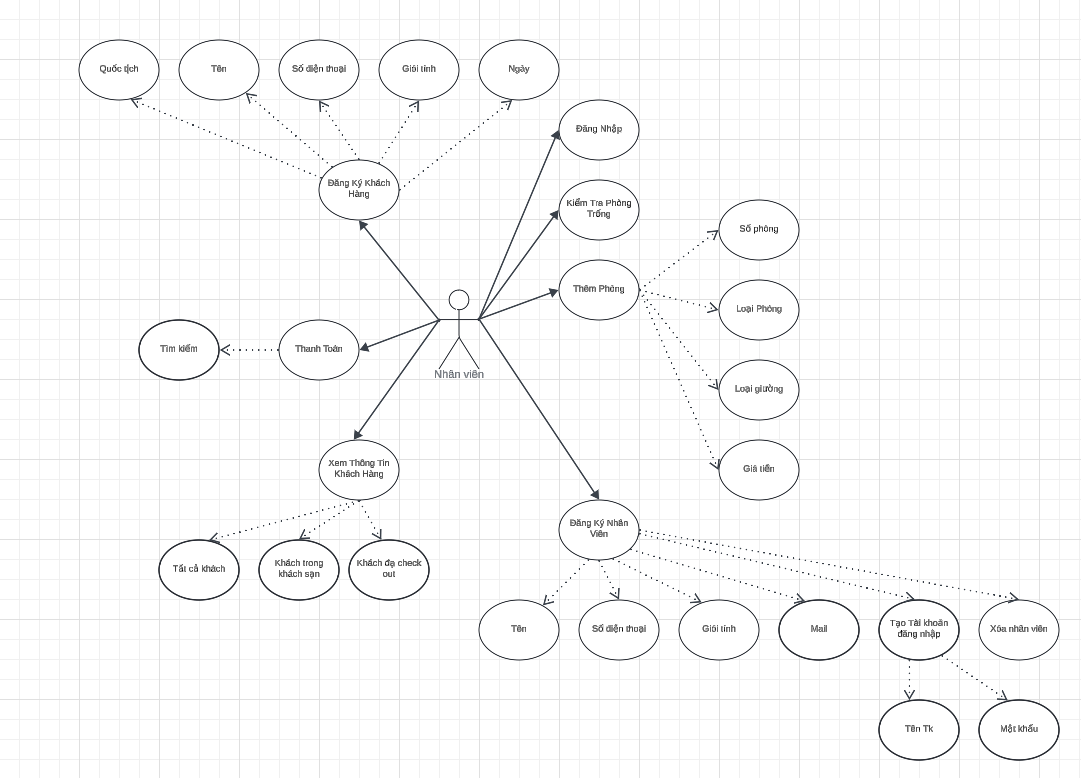 Quốc tịch
Tên
Số điện thoại
Giới tính
Ngày
Đăng Nhập
Đăng Ký Khách
Hàng
Kiểm Tra Phòng
Trống
Số phòng
Thêm Phòng
Loại Phòng
Tìm kiếm
Thanh Toán
Nhân viên
Loại giường
Xem Thông Tin
Khách Hàng
Giá tiền
Đăng Ký Nhân
Viên
Tất cả khách
Khách trong
khách sạn
Khách đạ check
out
Tên
Số điện thoại
Giới tính
Mail
Tạo Tài khoản
đăng nhập
Xóa nhân viên
Tên Tk
Mật khẩu